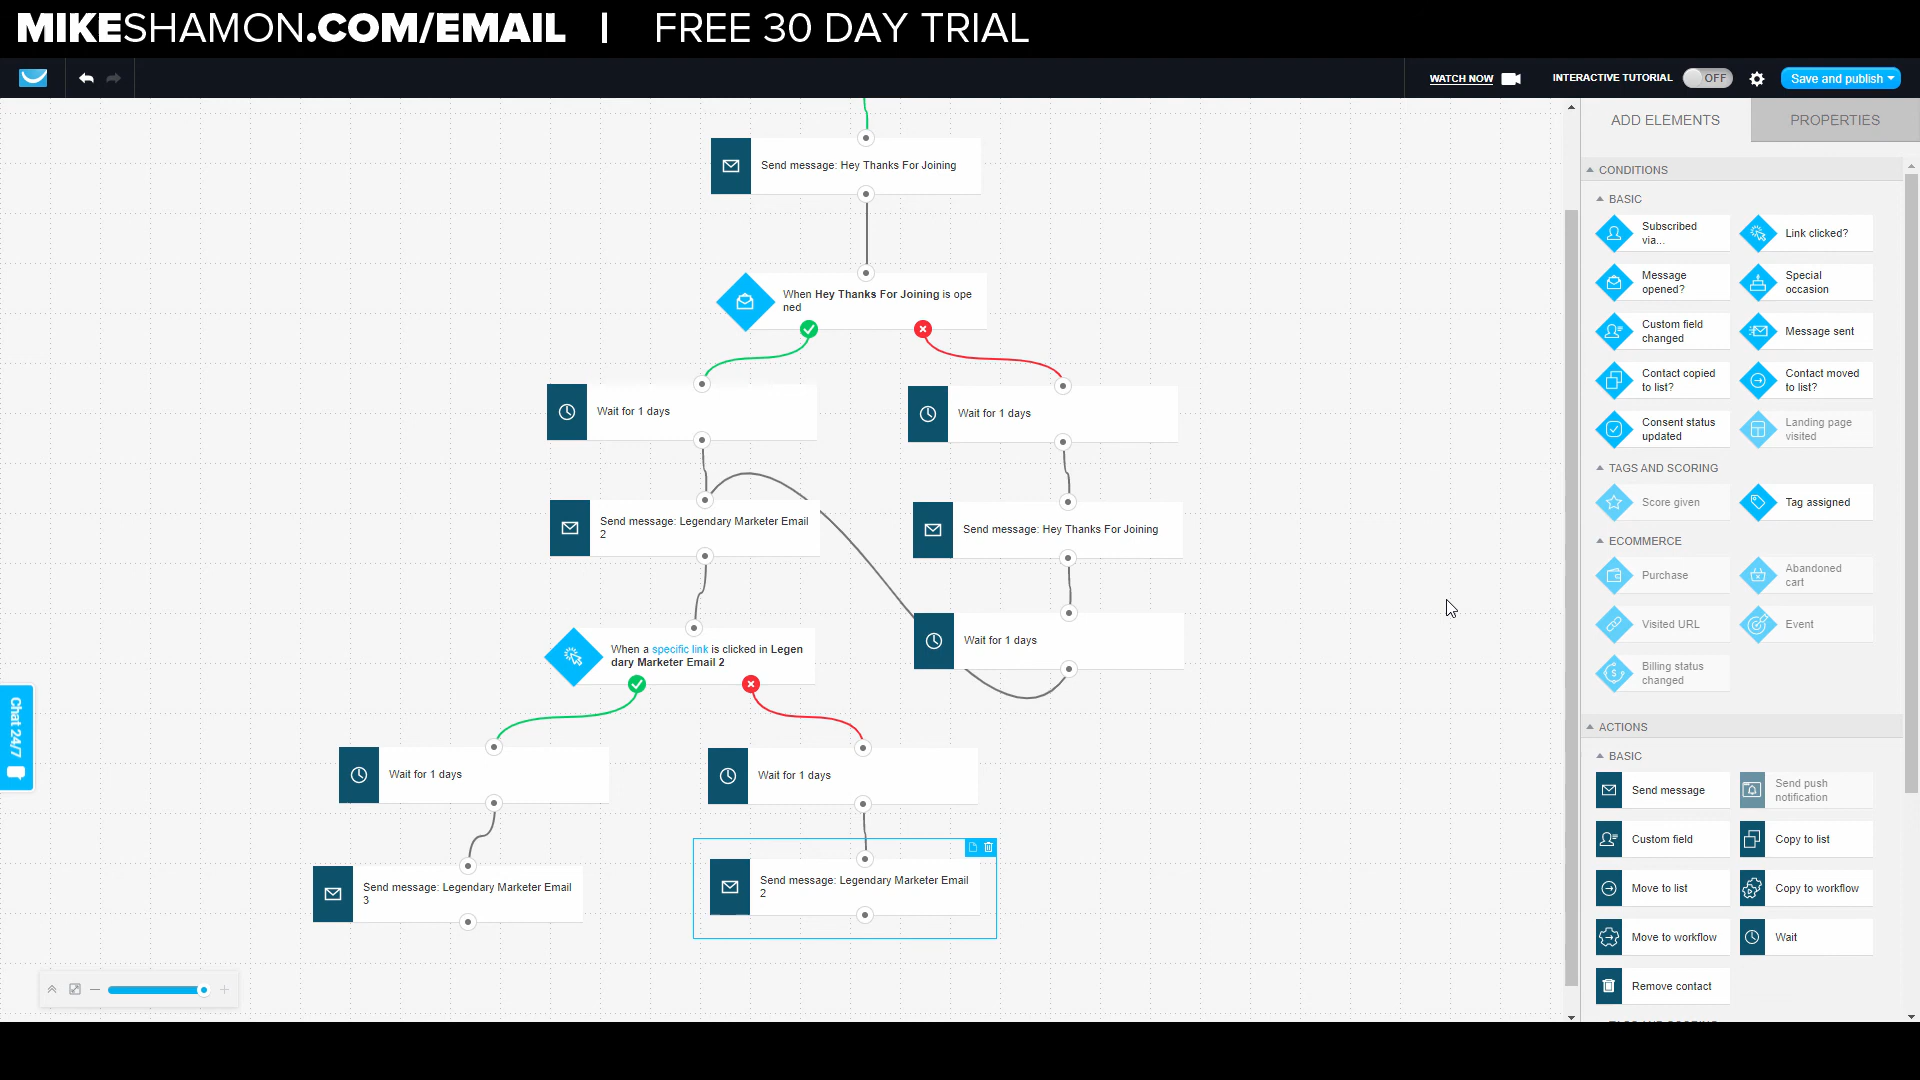 MIKESHAMON.COM/EMAIL | FREE 30 DAY TRIAL
WATCH NOW
INTERACTIVE TUTORIAL
OFF
Save and publish
Send message: Hey Thanks For Joining
When Hey Thanks For Joining is ope
ned
Wait for 1 days
Wait for 1 days
Send message: Legendary Marketer Email
2
Send message: Hey Thanks For Joining
When a specific link is clicked in Legen
dary Marketer Email 2
Wait for 1 days
Wait for 1 days
Wait for 1 days
Send message: Legendary Marketer Email
3
Send message: Legendary Marketer Email
2
Chat 24/7
ADD ELEMENTS
PROPERTIES
CONDITIONS
BASIC
Subscribed
via...
Link clicked?
Message
opened?
Special
occasion
Custom field
changed
Message sent
Contact copied
to list?
Contact moved
to list?
Consent status
updated
Landing page
visited
TAGS AND SCORING
Score given
Tag assigned
ECOMMERCE
Purchase
Abandoned
cart
Visited URL
Event
Billing status
changed
ACTIONS
BASIC
Send message
Send push
notification
Custom field
Copy to list
Move to list
Copy to workflow
Move to workflow
Wait
Remove contact